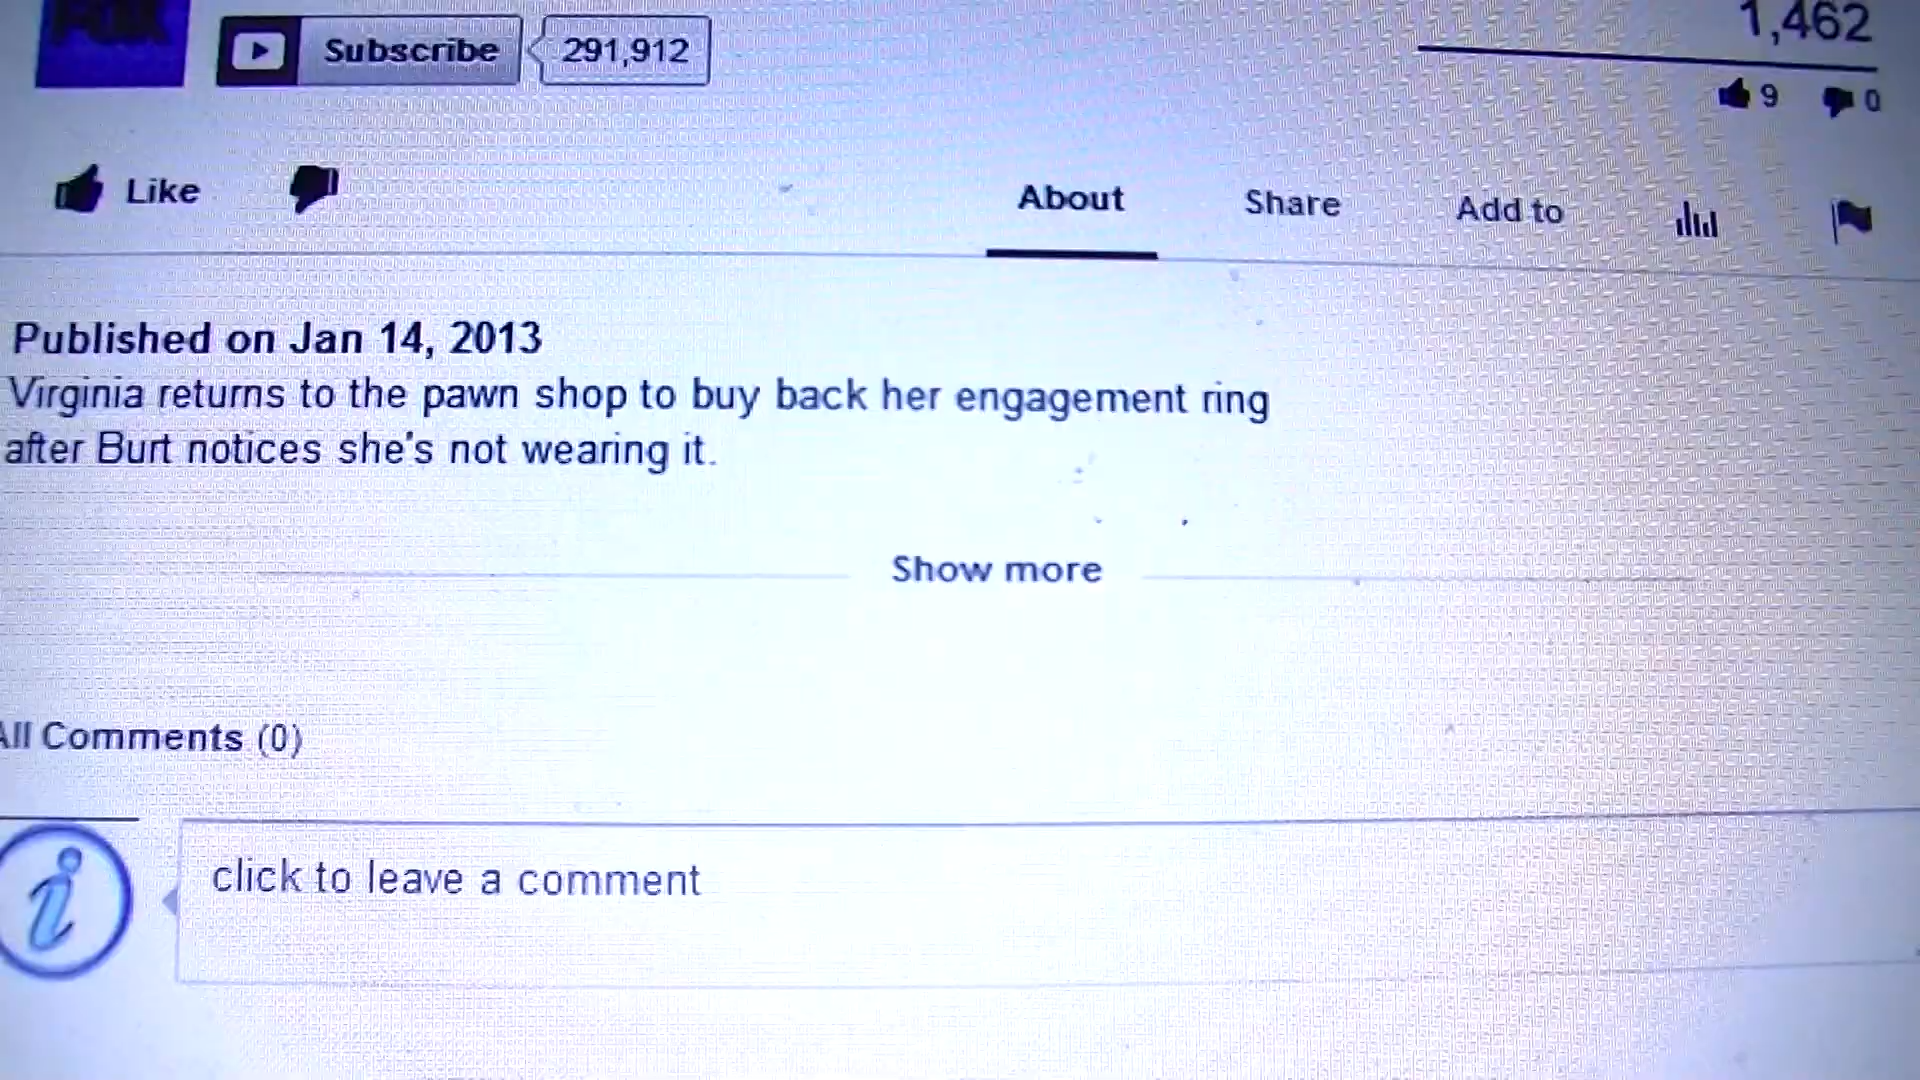 FOX
Subscribe 291,912
1,462
9 0
Like
About Share Add to
Published on Jan 14, 2013
Virginia returns to the pawn shop to buy back her engagement ring
after Burt notices she's not wearing it.
Show more
All Comments (0)
click to leave a comment